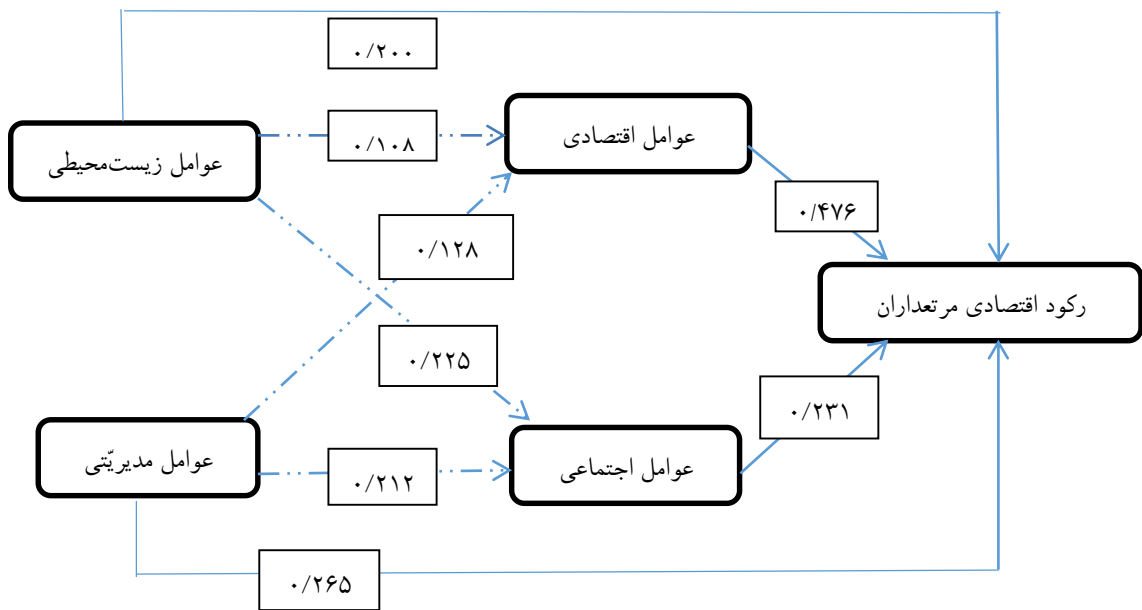 ۰/۲۰۰
۰/۱۰۸
عوامل اقتصادی
عوامل زیست‌محیطی
۰/۴۷۶
۰/۱۲۸
رکود اقتصادی مرتعداران
۰/۲۲۵
۰/۲۳۱
عوامل مدیریّتی
عوامل اجتماعی
۰/۲۱۲
۰/۲۶۵